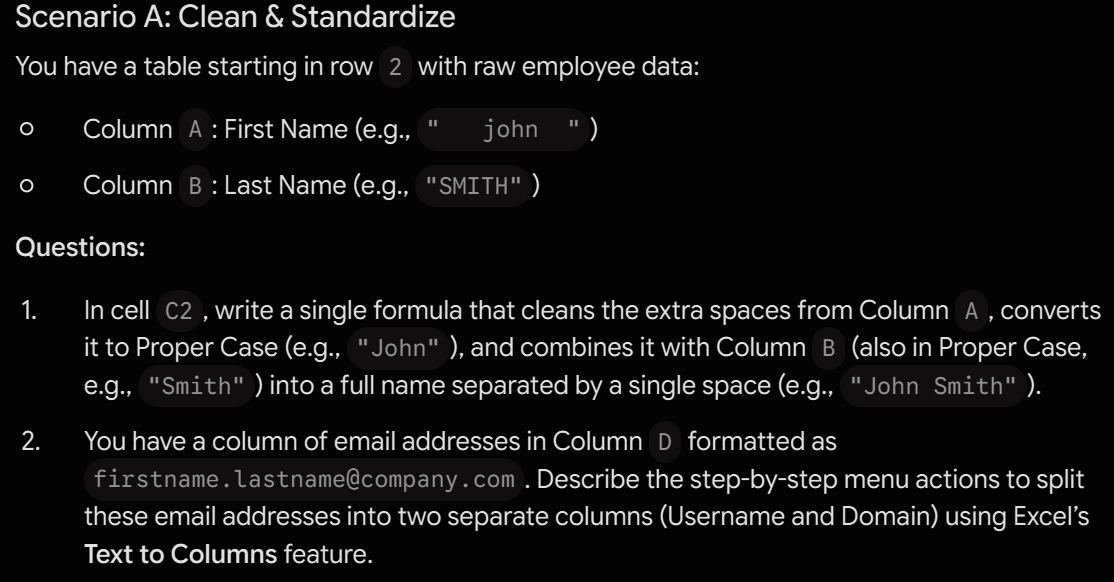 Scenario A: Clean & Standardize
You have a table starting in row 2 with raw employee data:
Column A : First Name (e.g., "   john  " )
Column B : Last Name (e.g., "SMITH" )
Questions:
1. In cell C2 , write a single formula that cleans the extra spaces from Column A , converts
it to Proper Case (e.g., "John" ), and combines it with Column B (also in Proper Case,
e.g., "Smith" ) into a full name separated by a single space (e.g., "John Smith" ).
2. You have a column of email addresses in Column D formatted as
firstname.lastname@company.com . Describe the step-by-step menu actions to split
these email addresses into two separate columns (Username and Domain) using Excel’s
Text to Columns feature.